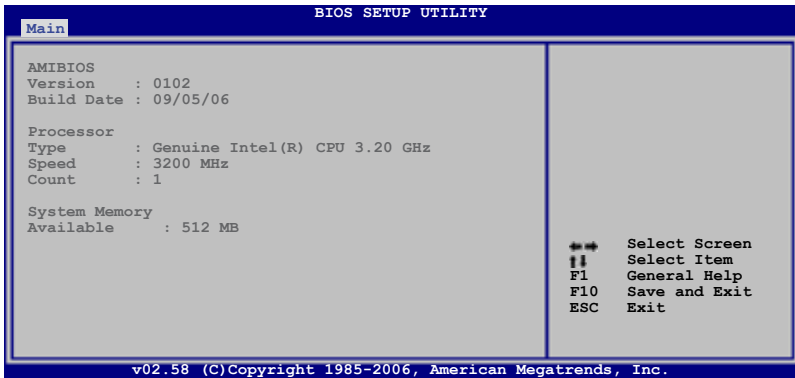 BIOS SETUP UTILITY
Main
AMIBIOS
Version : 0102
Build Date : 09/05/06
Processor
Type : Genuine Intel(R) CPU 3.20 GHz
Speed : 3200 MHz
Count : 1
System Memory
Available : 512 MB
←→ Select Screen
↑↓ Select Item
F1 General Help
F10 Save and Exit
ESC Exit
v02.58 (C)Copyright 1985-2006, American Megatrends, Inc.